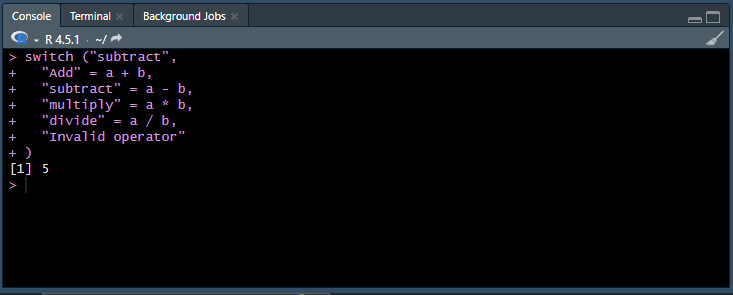 Console Terminal × Background Jobs ×
R 4.5.1 · ~/
> switch ("subtract",
+   "Add" = a + b,
+   "subtract" = a - b,
+   "multiply" = a * b,
+   "divide" = a / b,
+   "Invalid operator"
+ )
[1] 5
>